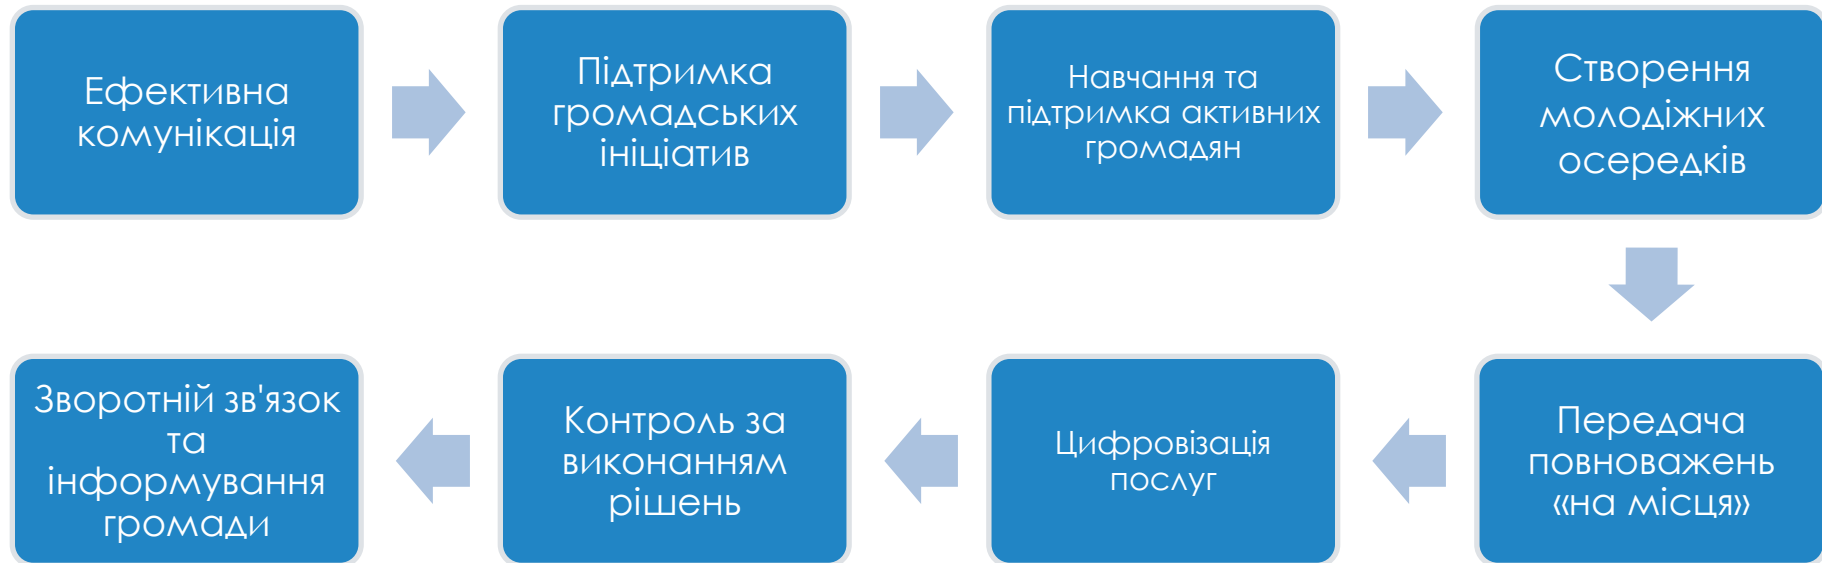 Ефективна
комунікація
Підтримка
громадських
ініціатив
Навчання та
підтримка активних
громадян
Створення
молодіжних
осередків
Передача
повноважень
«на місця»
Цифровізація
послуг
Контроль за
виконанням
рішень
Зворотній зв'язок
та
інформування
громади